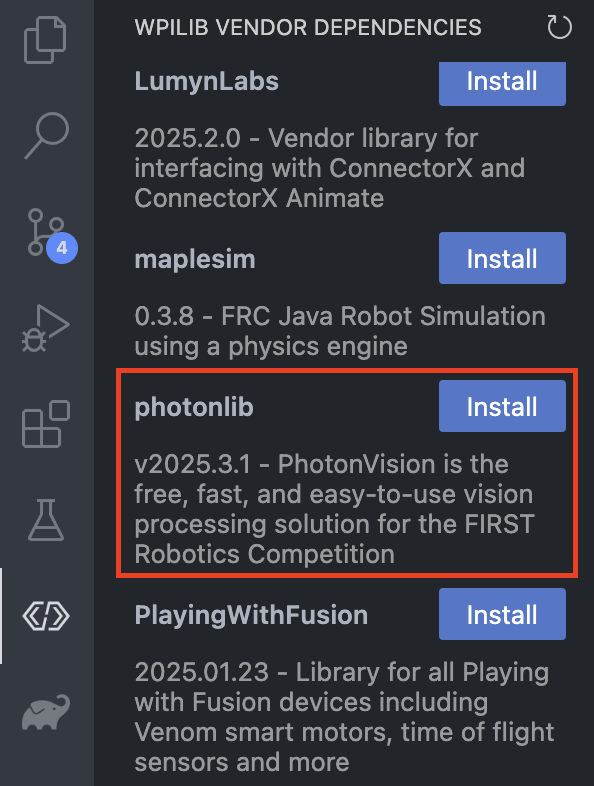 WPILIB VENDOR DEPENDENCIES
LumynLabs
Install
2025.2.0 - Vendor library for
interfacing with ConnectorX and
ConnectorX Animate
4
maplesim
Install
0.3.8 - FRC Java Robot Simulation
using a physics engine
photonlib
Install
v2025.3.1 - PhotonVision is the
free, fast, and easy-to-use vision
processing solution for the FIRST
Robotics Competition
PlayingWithFusion
Install
2025.01.23 - Library for all Playing
with Fusion devices including
Venom smart motors, time of flight
sensors and more